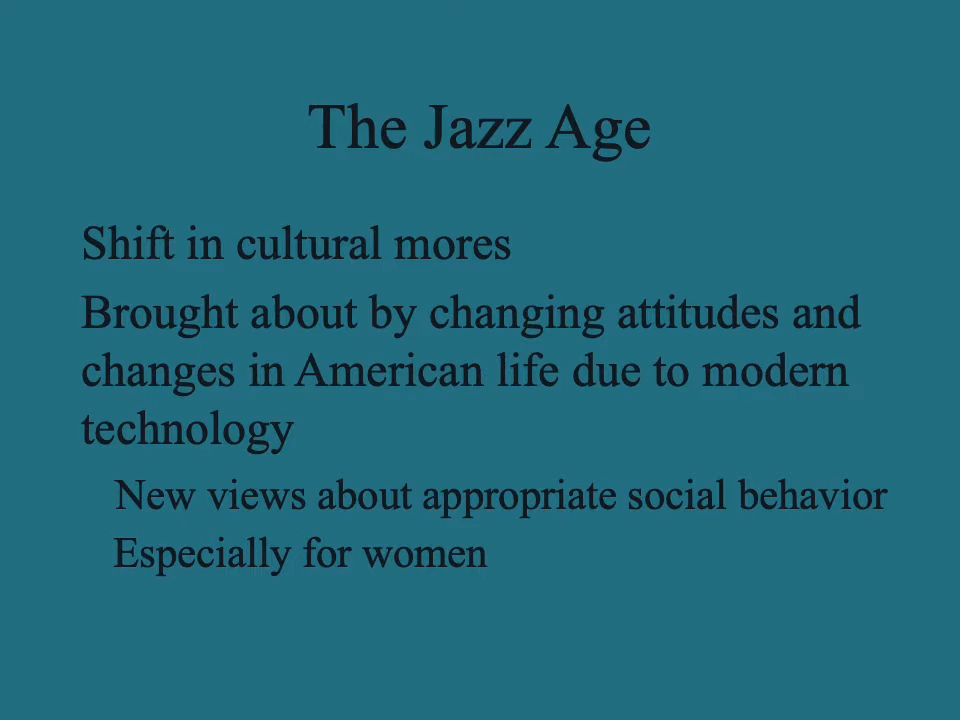 The Jazz Age
Shift in cultural mores
Brought about by changing attitudes and
changes in American life due to modern
technology
New views about appropriate social behavior
Especially for women